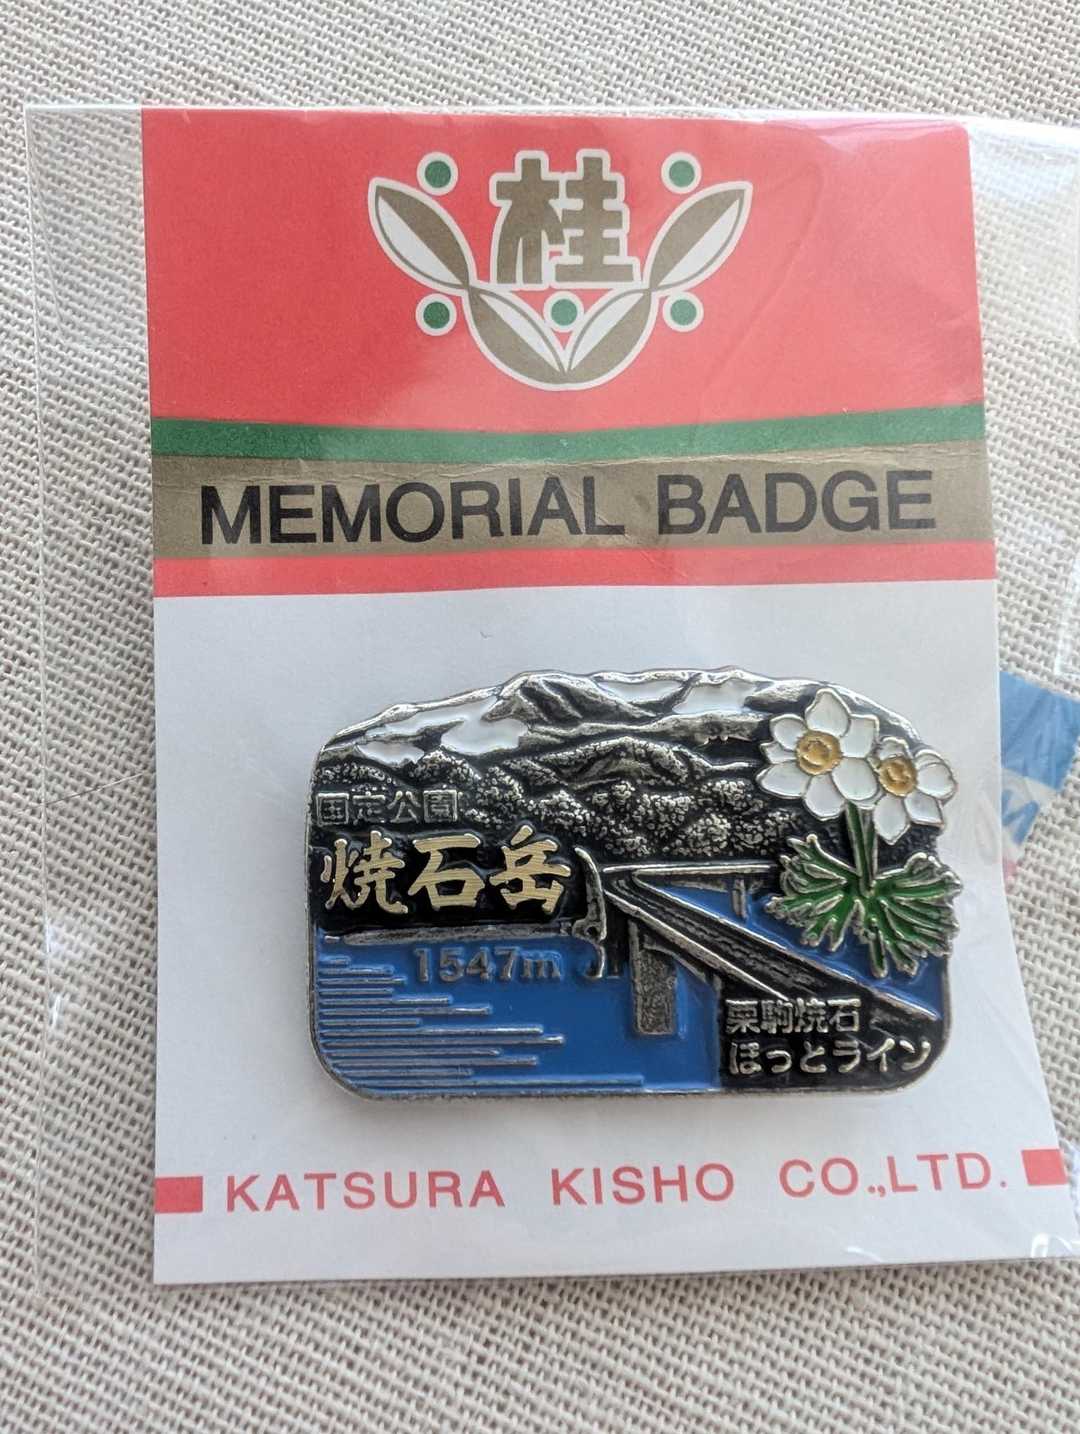 桂
MEMORIAL BADGE
国定公園
焼石岳
1547m
栗駒焼石
ほっとライン
KATSURA KISHO CO.,LTD.